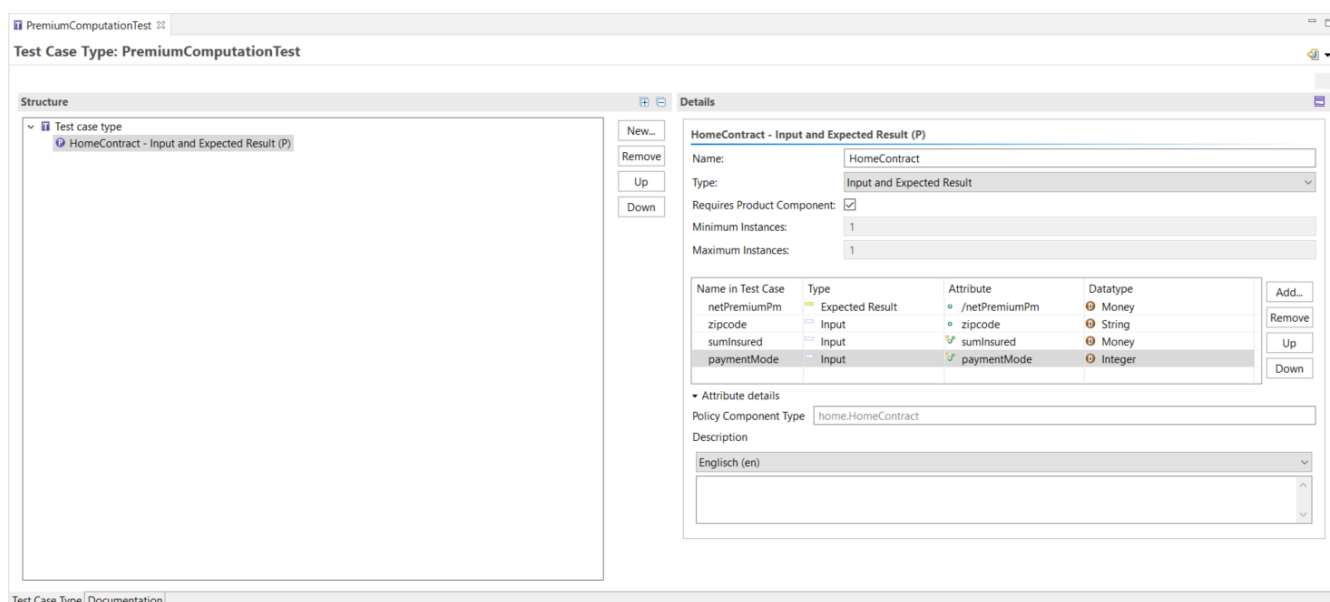 PremiumComputationTest
Test Case Type: PremiumComputationTest
Structure
Test case type
HomeContract - Input and Expected Result (P)
New...
Remove
Up
Down
Details
HomeContract - Input and Expected Result (P)
Name: HomeContract
Type: Input and Expected Result
Requires Product Component:
Minimum Instances: 1
Maximum Instances: 1
Name in Test Case Type Attribute Datatype
netPremiumPm Expected Result /netPremiumPm Money
zipcode Input zipcode String
sumInsured Input sumInsured Money
paymentMode Input paymentMode Integer
Add...
Remove
Up
Down
Attribute details
Policy Component Type home.HomeContract
Description
Englisch (en)
Test Case Type Documentation